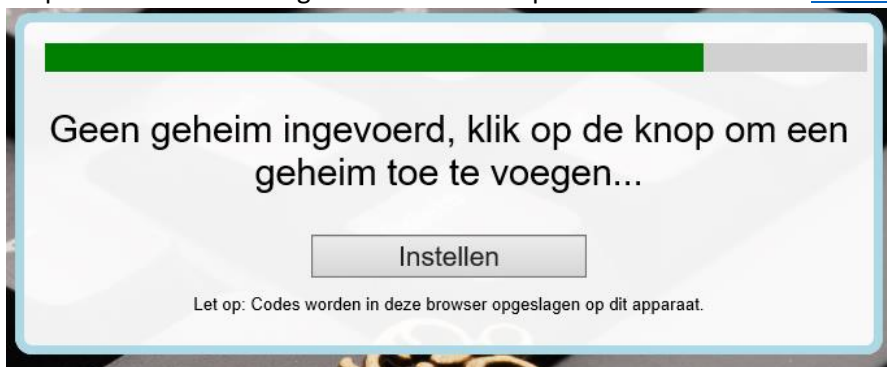 Geen geheim ingevoerd, klik op de knop om een
geheim toe te voegen...
Instellen
Let op: Codes worden in deze browser opgeslagen op dit apparaat.